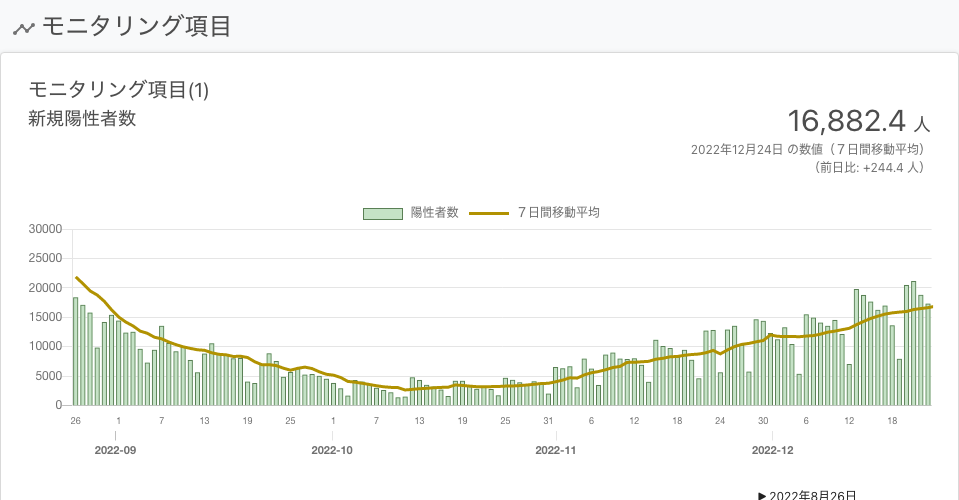 モニタリング項目
モニタリング項目(1)
新規陽性者数
16,882.4 人
2022年12月24日 の数値（７日間移動平均）
（前日比: +244.4 人）
陽性者数 ７日間移動平均
30000
25000
20000
15000
10000
5000
0
26 1 7 13 19 25 1 7 13 19 25 31 6 12 18 24 30 6 12 18
2022-09 2022-10 2022-11 2022-12
▶ 2022年8月26日